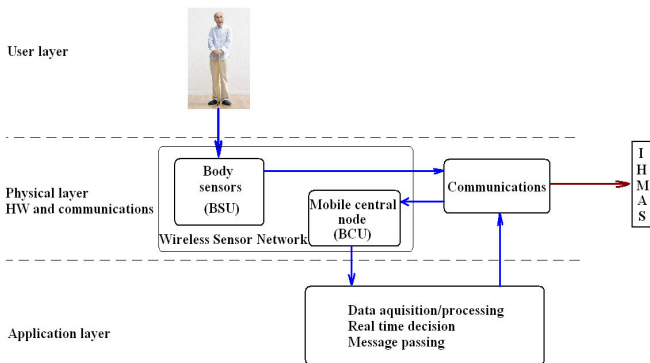 User layer
Body
sensors
(BSU)
Communications
I
H
M
A
S
Physical layer
HW and communications
Mobile central
node
(BCU)
Wireless Sensor Network
Data aquisition/processing
Real time decision
Message passing
Application layer